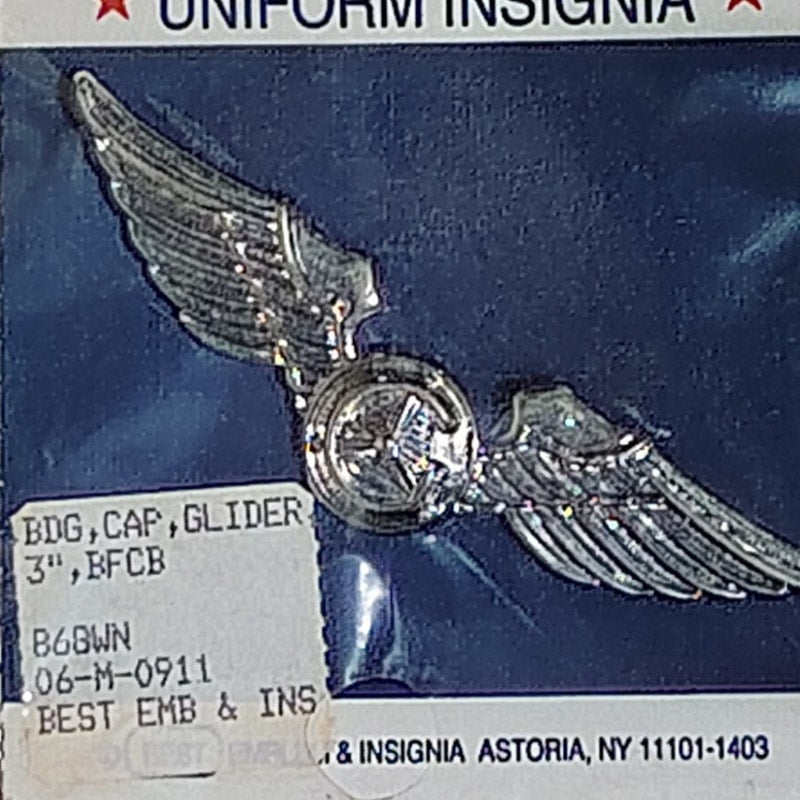 UNIFORM INSIGNIA
BDG,CAP,GLIDER
3",BFCB
B68WN
06-M-0911
BEST EMB & INS
& INSIGNIA ASTORIA, NY 11101-1403